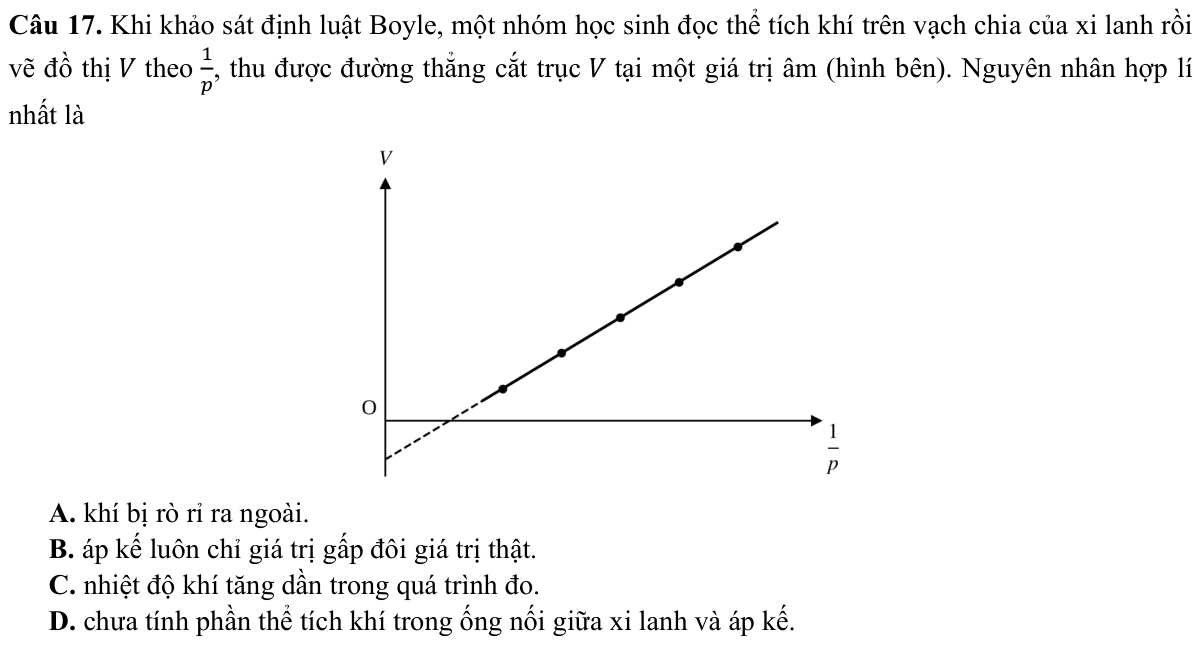 Câu 17. Khi khảo sát định luật Boyle, một nhóm học sinh đọc thể tích khí trên vạch chia của xi lanh rồi
vẽ đồ thị V theo 1/p, thu được đường thẳng cắt trục V tại một giá trị âm (hình bên). Nguyên nhân hợp lí
nhất là
V
O
1/p
A. khí bị rò rỉ ra ngoài.
B. áp kế luôn chỉ giá trị gấp đôi giá trị thật.
C. nhiệt độ khí tăng dần trong quá trình đo.
D. chưa tính phần thể tích khí trong ống nối giữa xi lanh và áp kế.